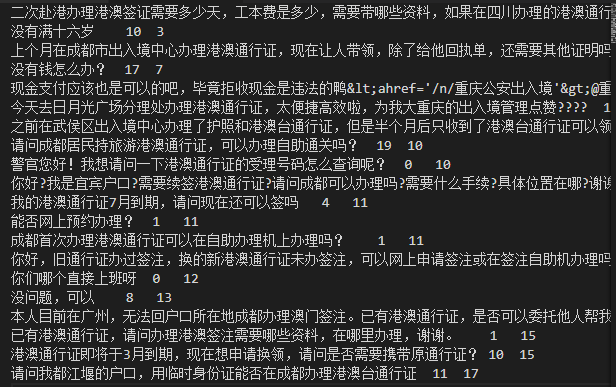 二次赴港办理港澳签证需要多少天，工本费是多少，需要带哪些资料，如果在四川办理的港澳通行
没有满十六岁 10 3
上个月在成都市出入境中心办理港澳通行证，现在让人带领，除了给他回执单，还需要其他证明吗
没有钱怎么办？ 17 7
现金支付应该也是可以的吧，毕竟拒收现金是违法的鸭&lt;ahref='/n/重庆公安出入境'&gt;@重
今天去日月光广场分理处办理港澳通行证，太便捷高效啦，为我大重庆的出入境管理点赞???? 1
之前在武侯区出入境中心办理了护照和港澳台通行证，但是半个月后只收到了港澳台通行证可以领
请问成都居民持旅游港澳通行证，可以办理自助通关吗？ 19 10
警官您好！我想请问一下港澳通行证的受理号码怎么查询呢？ 0 10
你好?我是宜宾户口?需要续签港澳通行证?请问成都可以办理吗?需要什么手续?具体位置在哪?谢谢
我的港澳通行证7月到期，请问现在还可以签吗 4 11
能否网上预约办理？ 1 11
成都首次办理港澳通行证可以在自助办理机上办理吗？ 1 11
你好，旧通行证办过签注，换的新港澳通行证未办签注，可以网上申请签注或在签注自助机办理吗
你们哪个直接上班呀 0 12
没问题，可以 8 13
本人目前在广州，无法回户口所在地成都办理澳门签注。已有港澳通行证，是否可以委托他人帮我
已有港澳通行证，请问办理港澳签注需要哪些资料，在哪里办理，谢谢。 1 15
港澳通行证即将于3月到期，现在想申请换领，请问是否需要携带原通行证？ 10 15
请问我都江堰的户口，用临时身份证能否在成都办理港澳台通行证 11 17